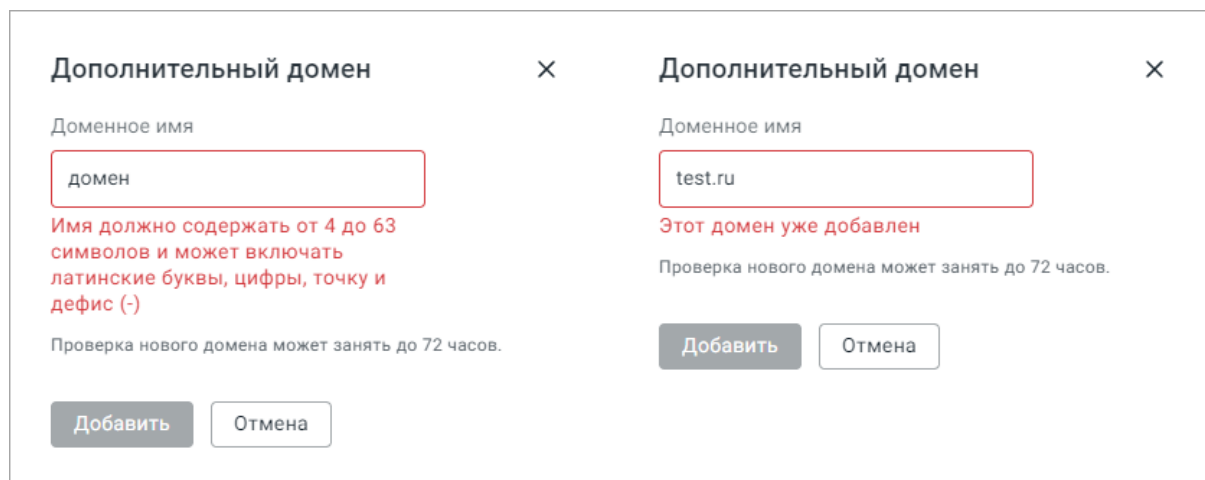 Дополнительный домен
Доменное имя
домен
Имя должно содержать от 4 до 63
символов и может включать
латинские буквы, цифры, точку и
дефис (-)
Проверка нового домена может занять до 72 часов.
Добавить
Отмена
Дополнительный домен
Доменное имя
test.ru
Этот домен уже добавлен
Проверка нового домена может занять до 72 часов.
Добавить
Отмена